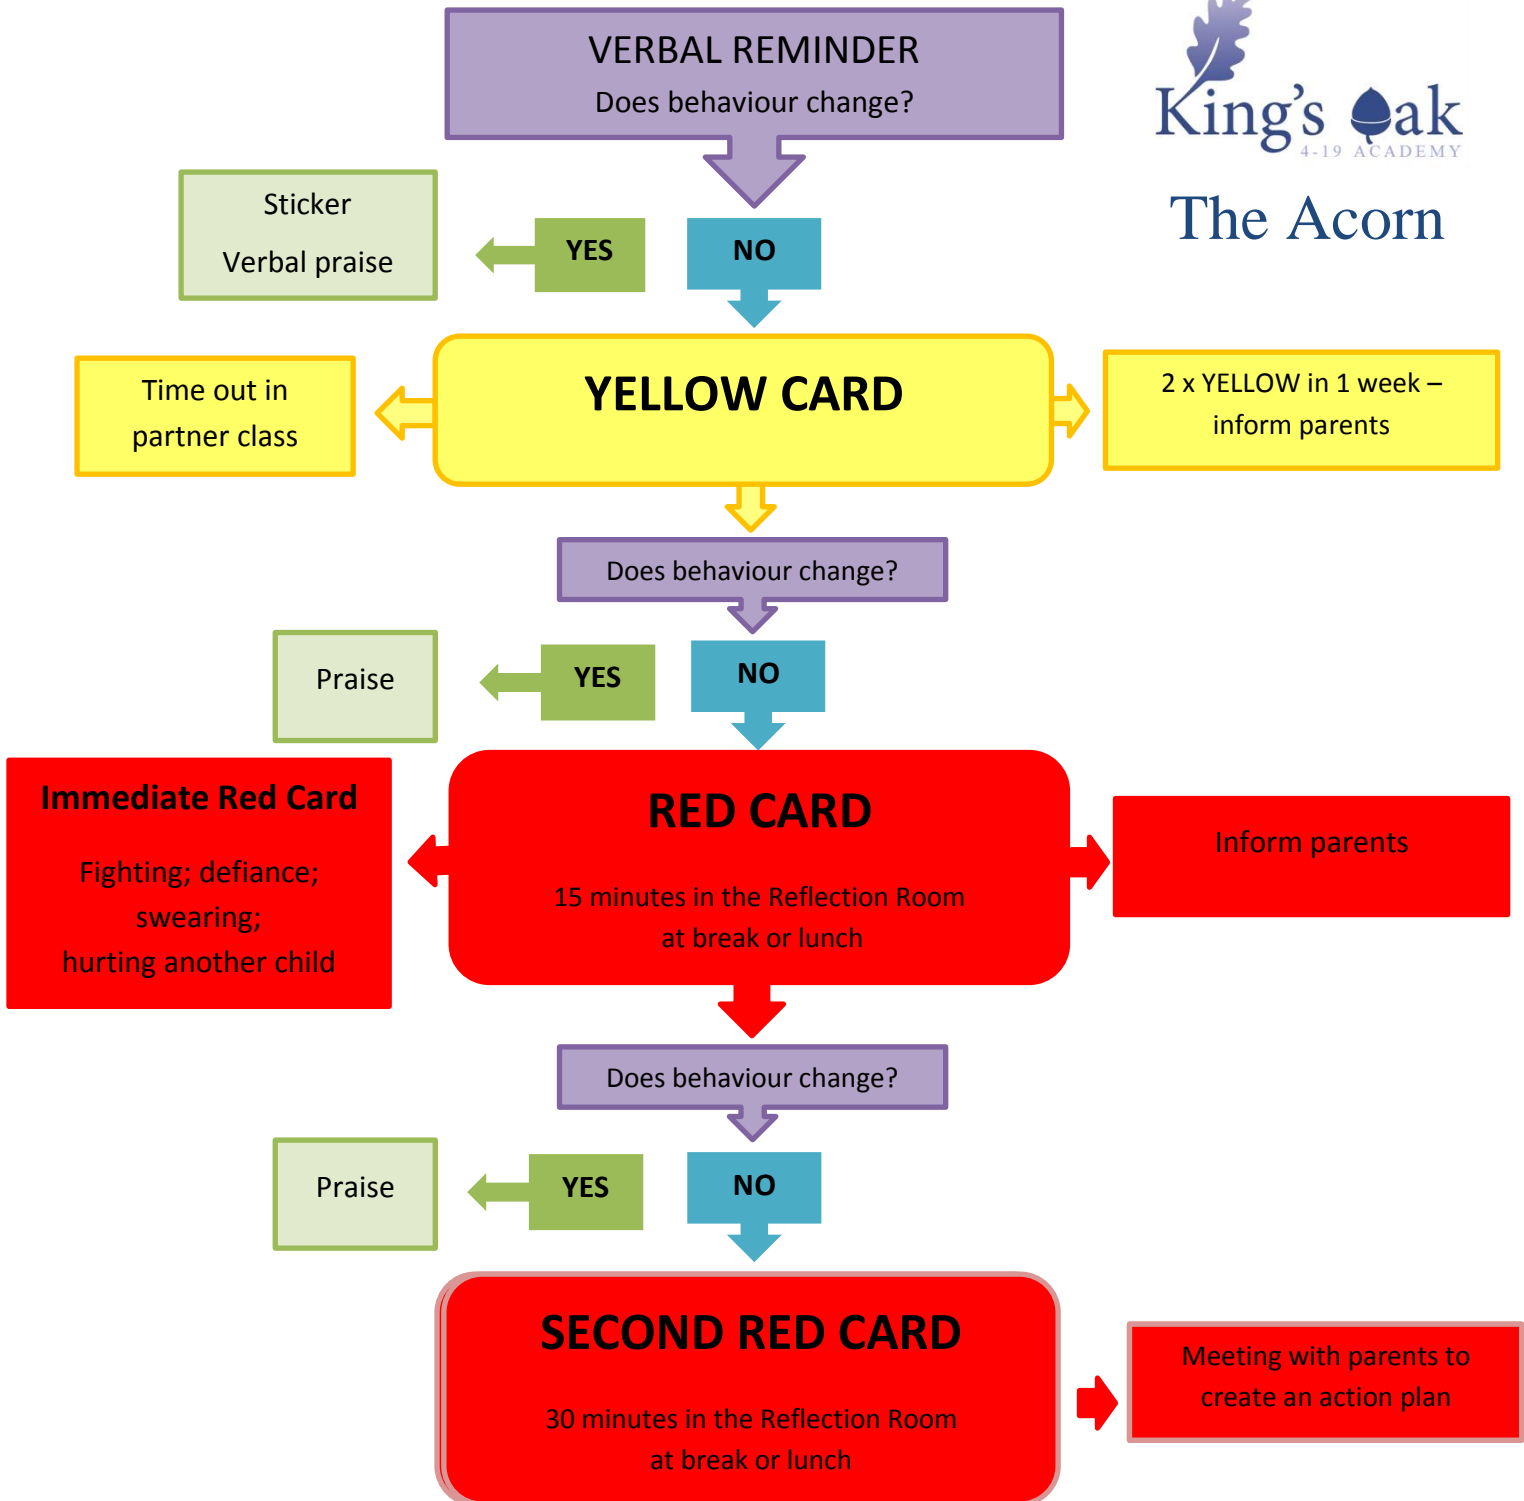 VERBAL REMINDER
Does behaviour change?
King's Oak
4-19 ACADEMY
The Acorn
Sticker
Verbal praise
YES
NO
YELLOW CARD
Time out in
partner class
2 x YELLOW in 1 week –
inform parents
Does behaviour change?
Praise
YES
NO
Immediate Red Card
Fighting; defiance;
swearing;
hurting another child
RED CARD
15 minutes in the Reflection Room
at break or lunch
Inform parents
Does behaviour change?
Praise
YES
NO
SECOND RED CARD
30 minutes in the Reflection Room
at break or lunch
Meeting with parents to
create an action plan